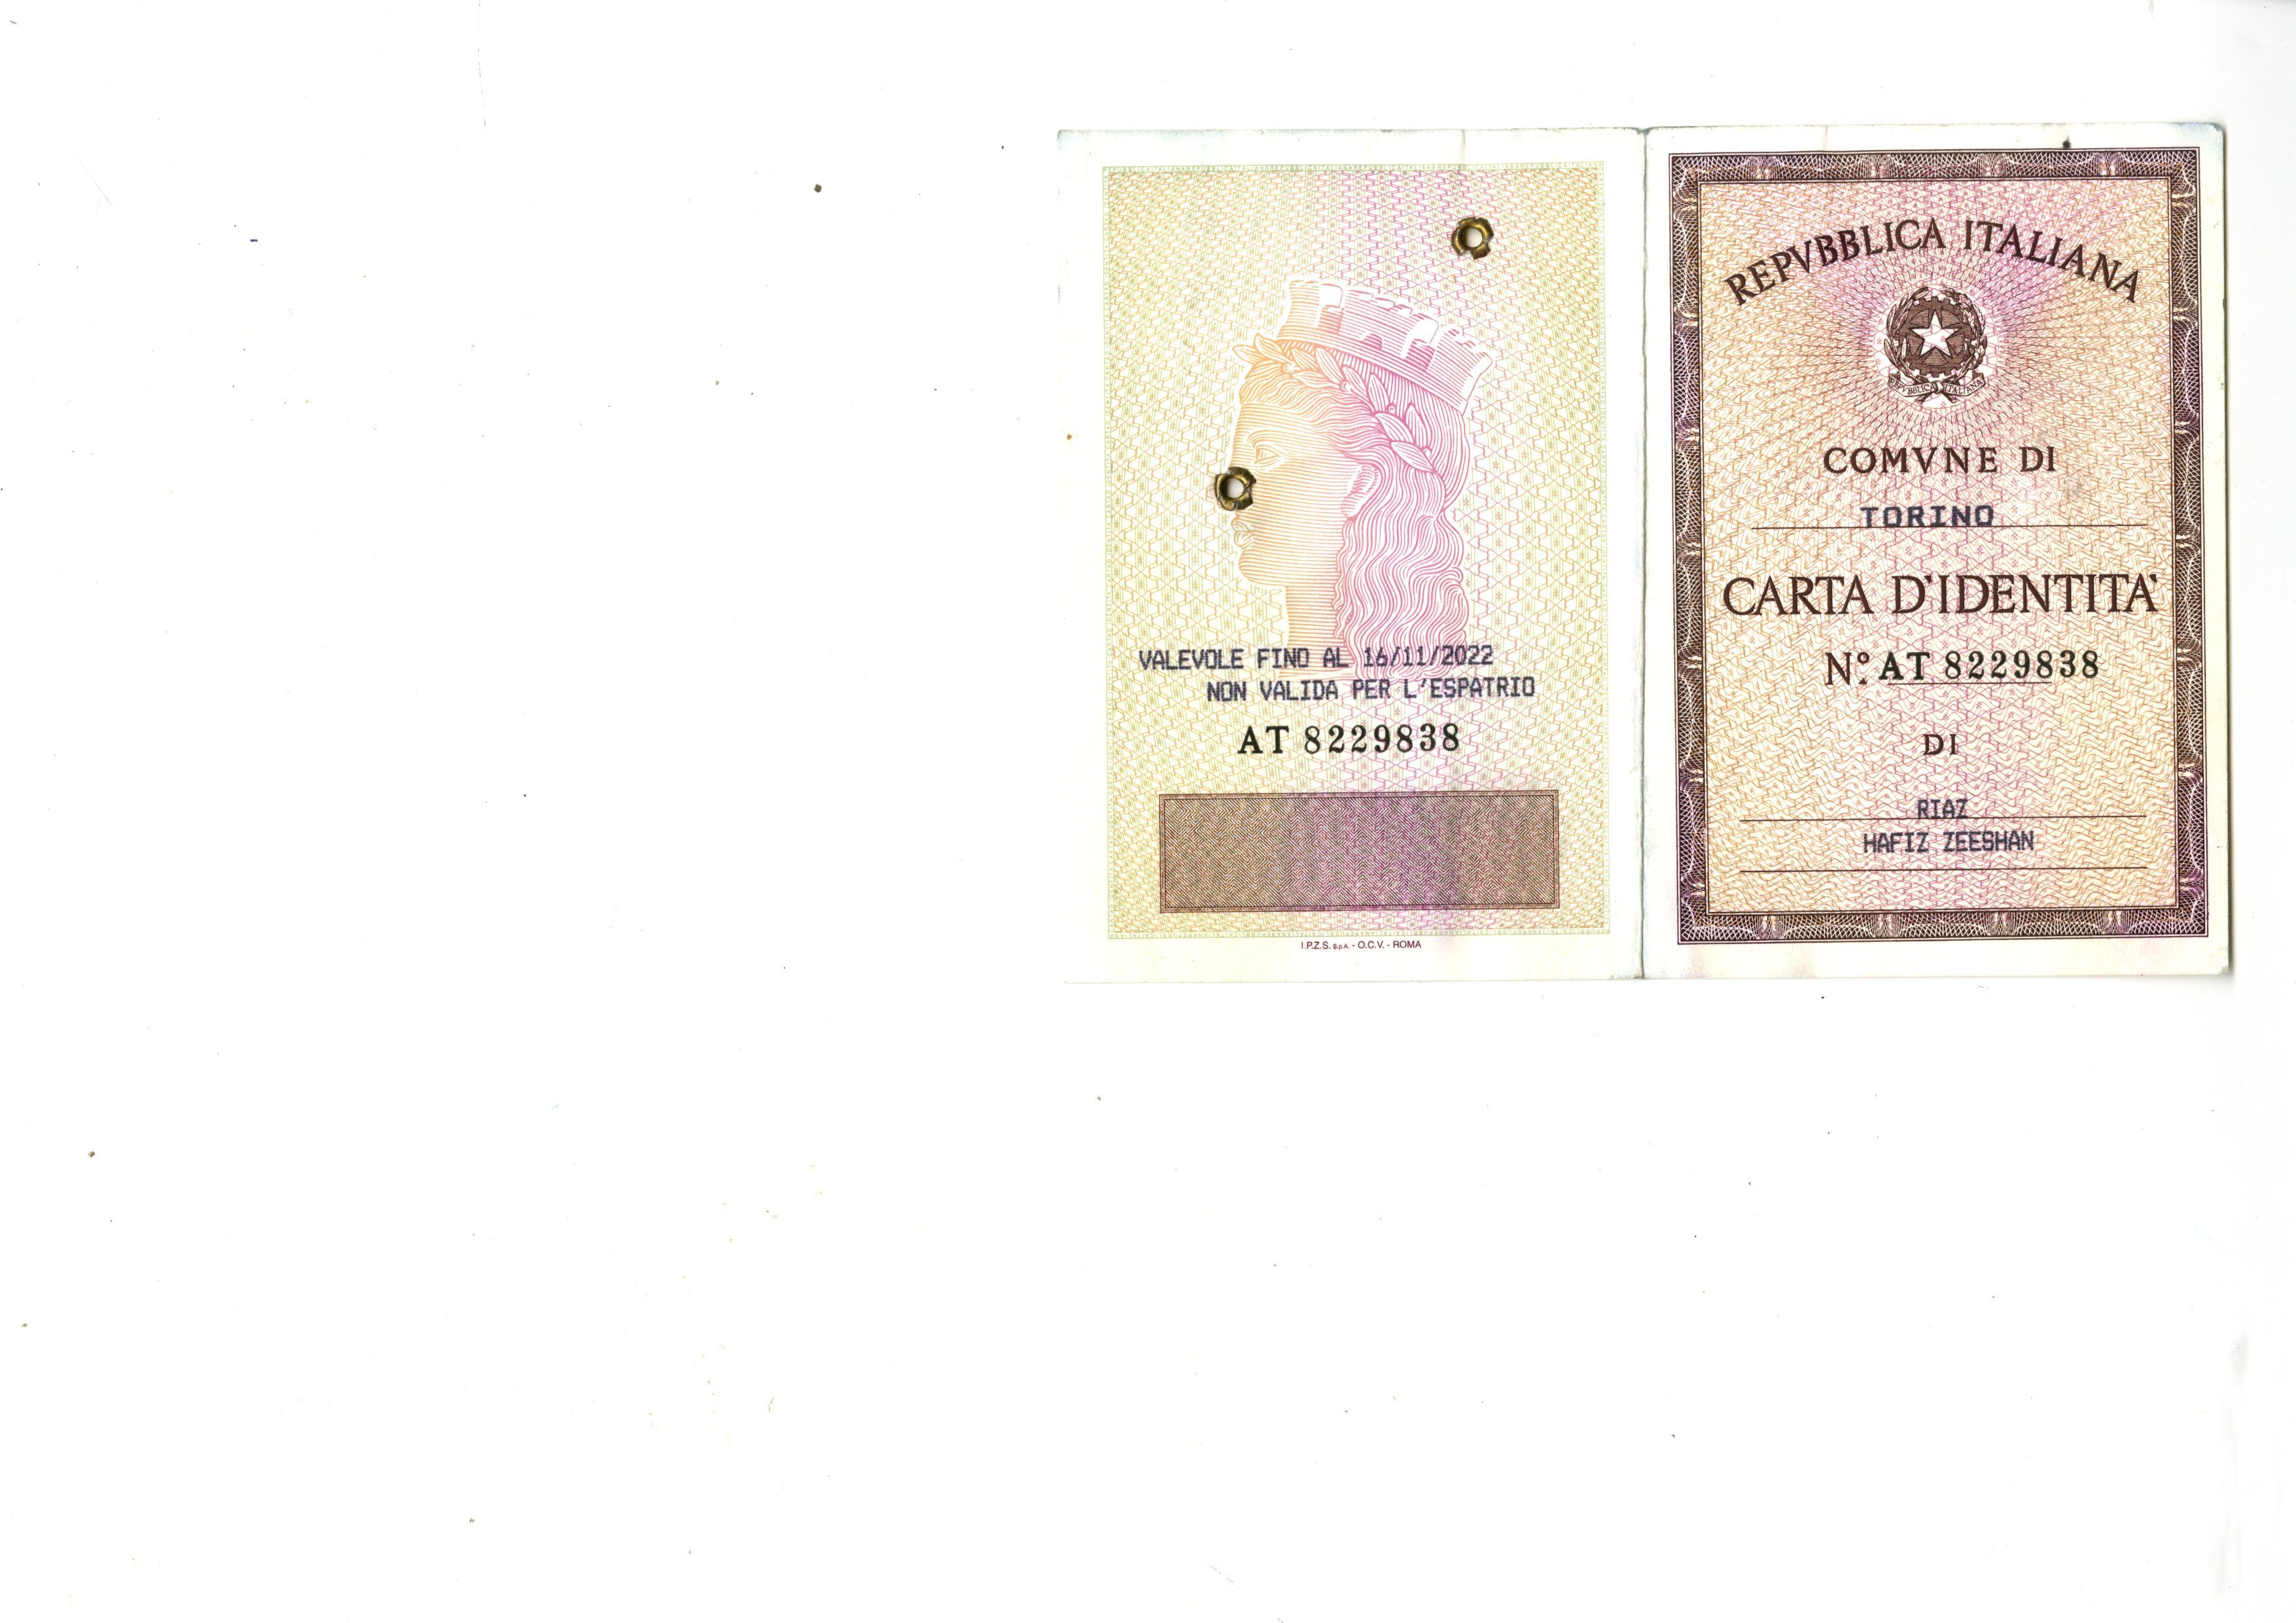 VALEVOLE FINO AL 16/11/2022
NON VALIDA PER L'ESPATRIO
AT 8229838
I.P.Z.S. S.p.A. - O.C.V. - ROMA
REPVBBLICA ITALIANA
REPVBBLICA ITALIANA
COMVNE DI
TORINO
CARTA D'IDENTITA'
N° AT 8229838
DI
RIAZ
HAFIZ ZEESHAN